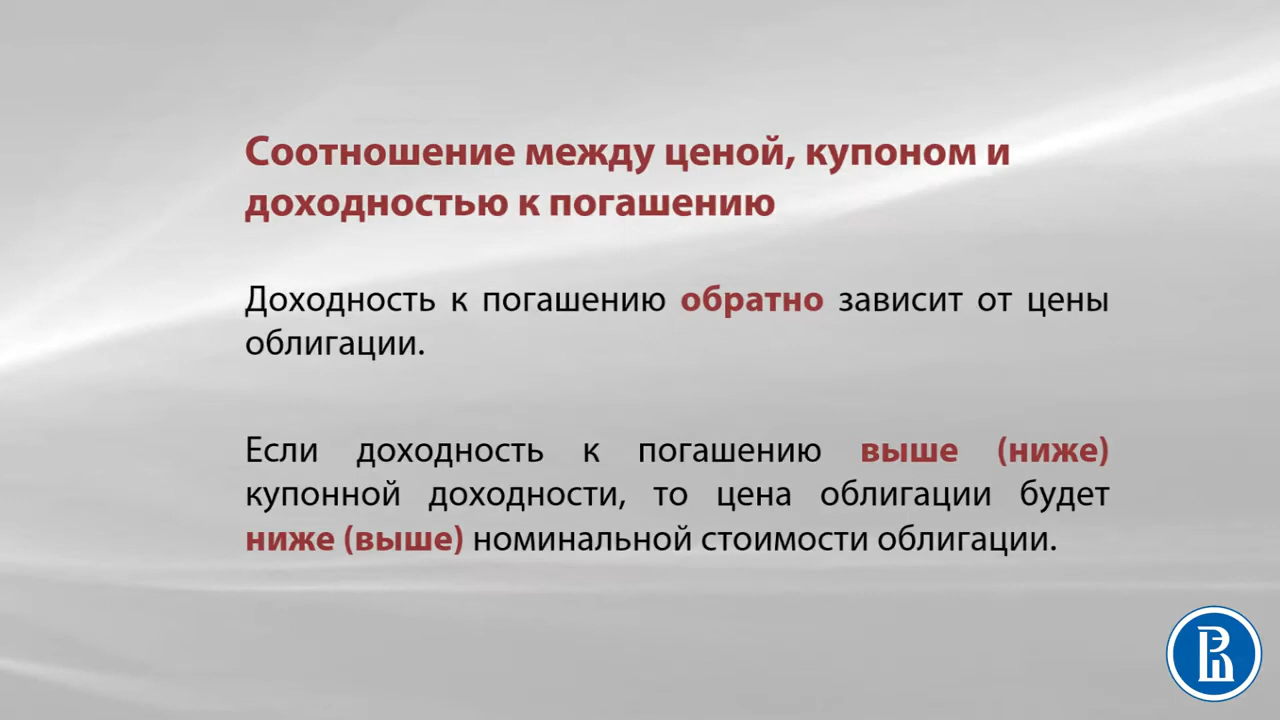 Соотношение между ценой, купоном и
доходностью к погашению
Доходность к погашению обратно зависит от цены
облигации.
Если доходность к погашению выше (ниже)
купонной доходности, то цена облигации будет
ниже (выше) номинальной стоимости облигации.